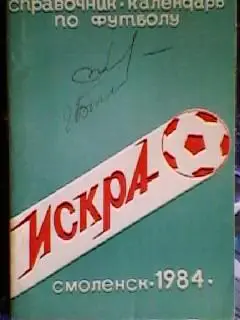 СПРАВОЧНИК-КАЛЕНДАРЬ
ПО ФУТБОЛУ
ИСКРА
СМОЛЕНСК·1984·